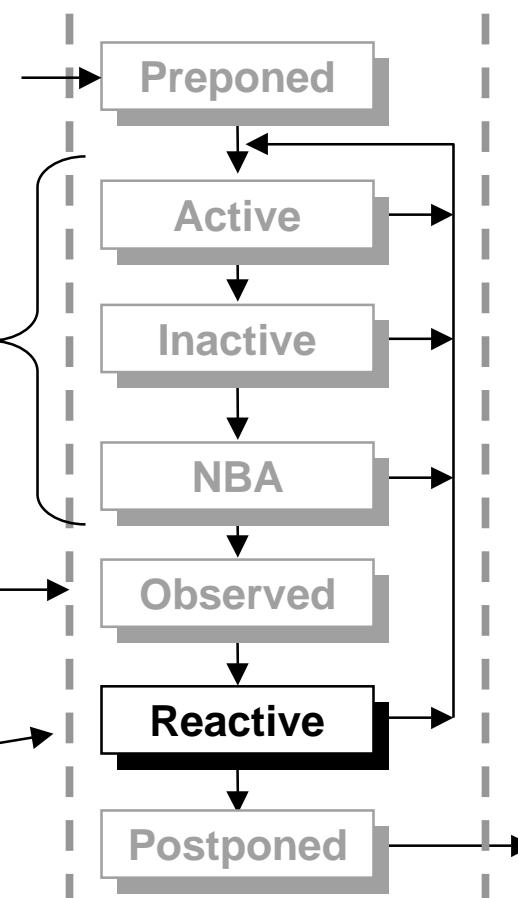 Preponed
Active
Inactive
NBA
Observed
Reactive
Postponed